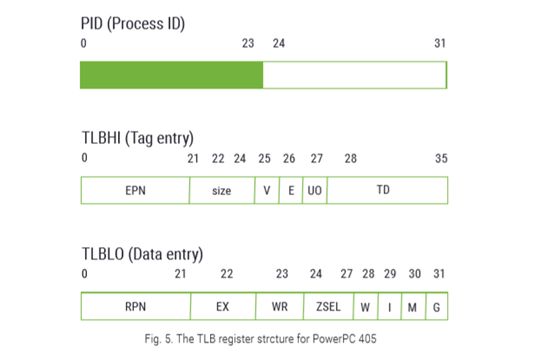 PID (Process ID)
0 23 24 31
TLBHI (Tag entry)
0 21 22 24 25 26 27 28 35
EPN size V E UO TD
TLBLO (Data entry)
0 21 22 23 24 27 28 29 30 31
RPN EX WR ZSEL W I M G
Fig. 5. The TLB register strcture for PowerPC 405